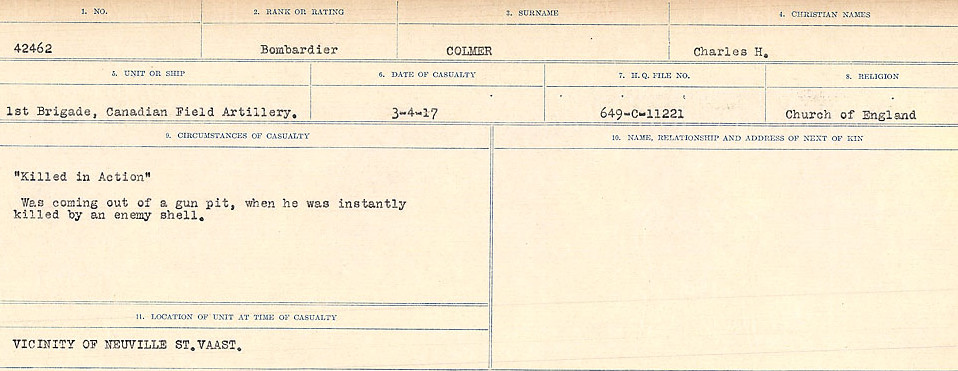 1. NO.
2. RANK OR RATING
3. SURNAME
4. CHRISTIAN NAMES
42462
Bombardier
COLMER
Charles H.
5. UNIT OR SHIP
6. DATE OF CASUALTY
7. H.Q. FILE NO.
8. RELIGION
1st Brigade, Canadian Field Artillery.
3-4-17
649-C-11221
Church of England
9. CIRCUMSTANCES OF CASUALTY
10. NAME, RELATIONSHIP AND ADDRESS OF NEXT OF KIN
"Killed in Action"
Was coming out of a gun pit, when he was instantly
killed by an enemy shell.
11. LOCATION OF UNIT AT TIME OF CASUALTY
VICINITY OF NEUVILLE ST.VAAST.